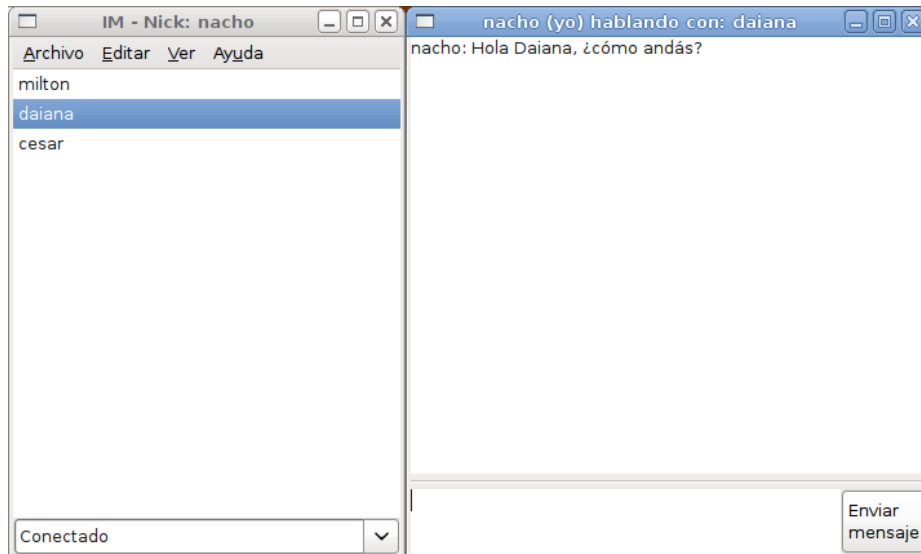 IM - Nick: nacho
Archivo Editar Ver Ayuda
milton
daiana
cesar
Conectado
nacho (yo) hablando con: daiana
nacho: Hola Daiana, ¿cómo andás?
Enviar
mensaje